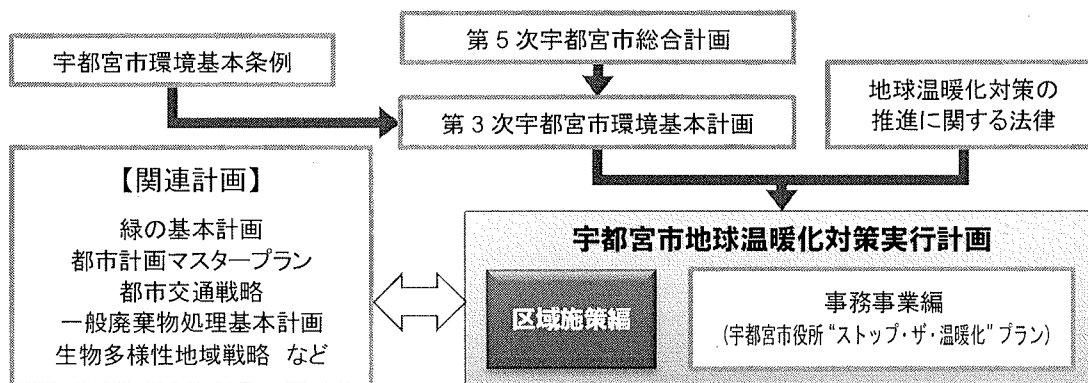 第5次宇都宮市総合計画
宇都宮市環境基本条例
地球温暖化対策の
推進に関する法律
第3次宇都宮市環境基本計画
【関連計画】
緑の基本計画
都市計画マスタープラン
都市交通戦略
一般廃棄物処理基本計画
生物多様性地域戦略 など
宇都宮市地球温暖化対策実行計画
区域施策編
事務事業編
(宇都宮市役所“ストップ・ザ・温暖化”プラン)